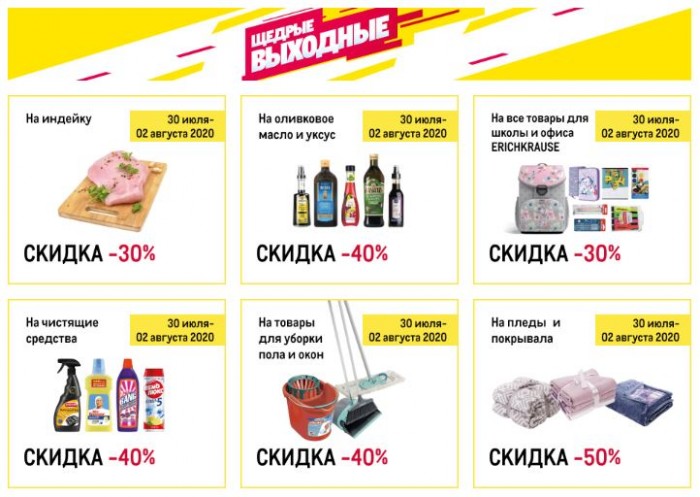 ЩЕДРЫЕ
ВЫХОДНЫЕ
На индейку
30 июля-
02 августа 2020
СКИДКА -30%
На оливковое
масло и уксус
30 июля-
02 августа 2020
СКИДКА -40%
На все товары для
школы и офиса
ERICHKRAUSE
30 июля-
02 августа 2020
СКИДКА -30%
На чистящие
средства
30 июля-
02 августа 2020
СКИДКА -40%
На товары
для уборки
пола и окон
30 июля-
02 августа 2020
СКИДКА -40%
На пледы и
покрывала
30 июля-
02 августа 2020
СКИДКА -50%